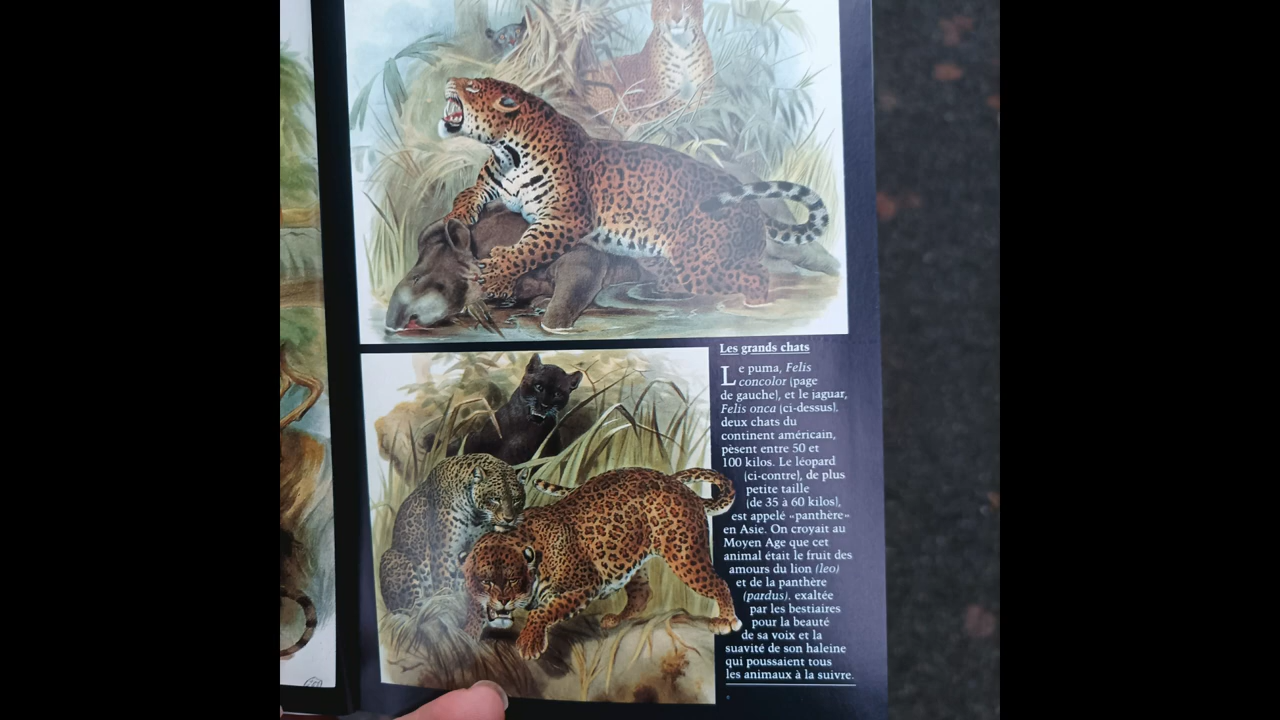 Les grands chats
Le puma, Felis
concolor (page
de gauche), et le jaguar,
Felis onca (ci-dessus),
deux chats du
continent américain,
pèsent entre 50 et
100 kilos. Le léopard
(ci-contre), de plus
petite taille
(de 35 à 60 kilos),
est appelé «panthère»
en Asie. On croyait au
Moyen Age que cet
animal était le fruit des
amours du lion (leo)
et de la panthère
(pardus), exaltée
par les bestiaires
pour la beauté
de sa voix et la
suavité de son haleine
qui poussaient tous
les animaux à la suivre.